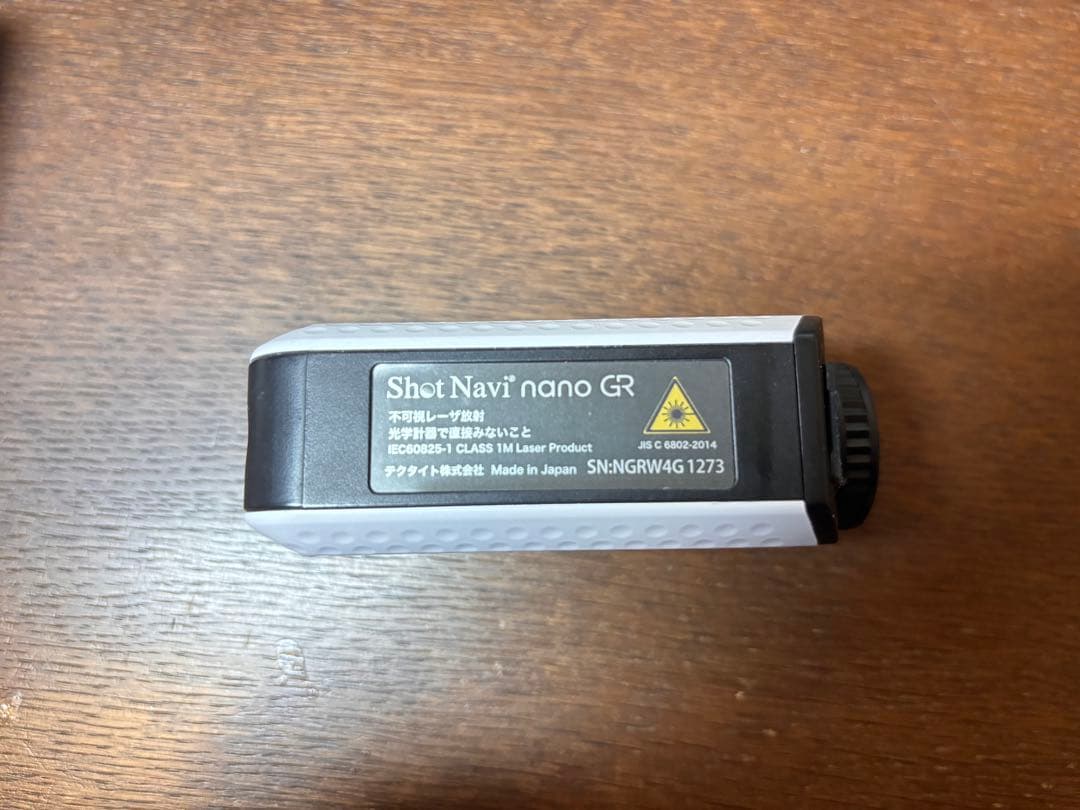 Shot Navi nano GR
不可視レーザ放射
光学計器で直接みないこと
IEC60825-1 CLASS 1M Laser Product
JIS C 6802-2014
テクタイト株式会社 Made in Japan SN:NGRW4G1273